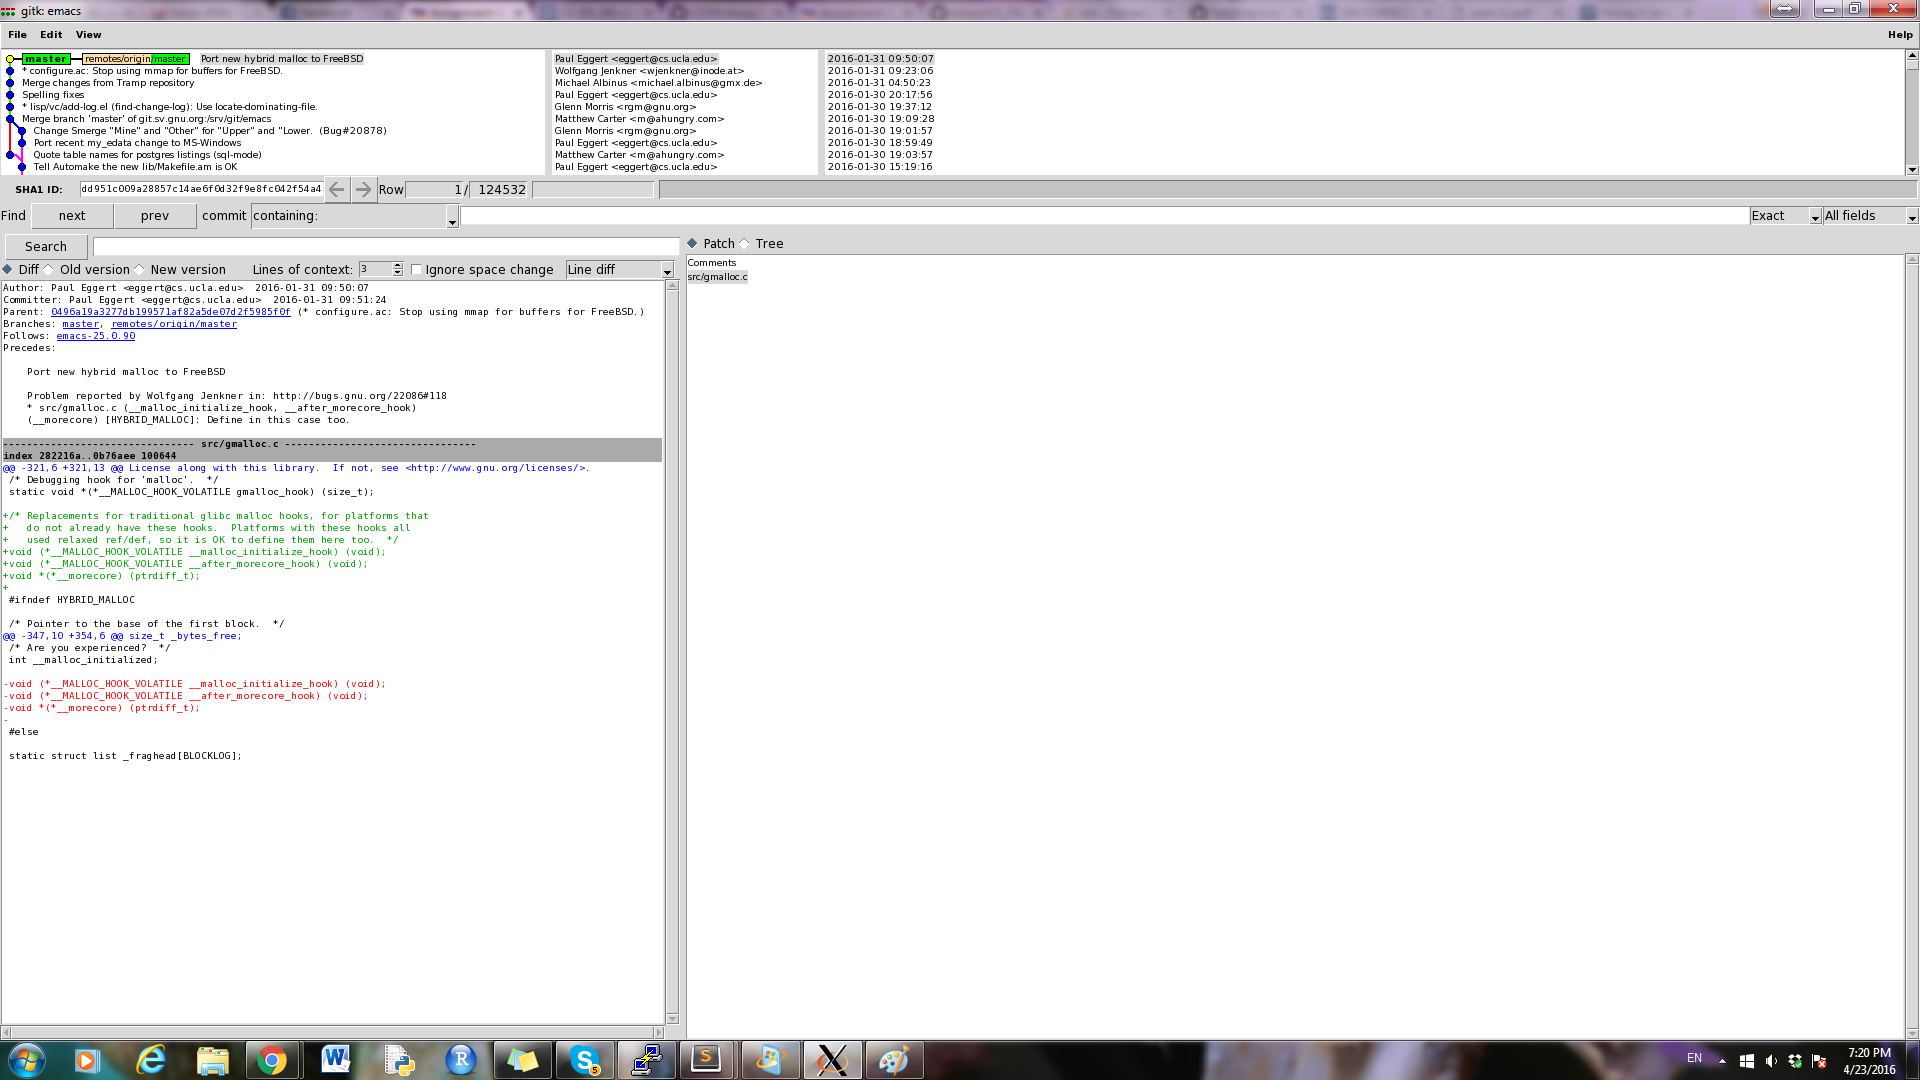 gitk: emacs
File Edit View Help
master remotes/origin/master Port new hybrid malloc to FreeBSD Paul Eggert <eggert@cs.ucla.edu> 2016-01-31 09:50:07
* configure.ac: Stop using mmap for buffers for FreeBSD. Wolfgang Jenkner <wjenkner@inode.at> 2016-01-31 09:23:06
Merge changes from Tramp repository Michael Albinus <michael.albinus@gmx.de> 2016-01-31 04:50:23
Spelling fixes Paul Eggert <eggert@cs.ucla.edu> 2016-01-30 20:17:56
* lisp/vc/add-log.el (find-change-log): Use locate-dominating-file. Glenn Morris <rgm@gnu.org> 2016-01-30 19:37:12
Merge branch 'master' of git.sv.gnu.org:/srv/git/emacs Matthew Carter <m@ahungry.com> 2016-01-30 19:09:28
Change Smerge "Mine" and "Other" for "Upper" and "Lower. (Bug#20878) Glenn Morris <rgm@gnu.org> 2016-01-30 19:01:57
Port recent my_edata change to MS-Windows Paul Eggert <eggert@cs.ucla.edu> 2016-01-30 18:59:49
Quote table names for postgres listings (sql-mode) Matthew Carter <m@ahungry.com> 2016-01-30 19:03:57
Tell Automake the new lib/Makefile.am is OK Paul Eggert <eggert@cs.ucla.edu> 2016-01-30 15:19:16
SHA1 ID: dd951c009a28857c14ae6f0d32f9e8fc042f54a4 Row 1 / 124532
Find next prev commit containing: Exact All fields
Search Patch Tree
Diff Old version New version Lines of context: 3 Ignore space change Line diff
Comments
src/gmalloc.c
Author: Paul Eggert <eggert@cs.ucla.edu>  2016-01-31 09:50:07
Committer: Paul Eggert <eggert@cs.ucla.edu>  2016-01-31 09:51:24
Parent: 0496a19a3277db199571af82a5de07d2f5985f0f (* configure.ac: Stop using mmap for buffers for FreeBSD.)
Branches: master, remotes/origin/master
Follows: emacs-25.0.90
Precedes:
Port new hybrid malloc to FreeBSD
Problem reported by Wolfgang Jenkner in: http://bugs.gnu.org/22086#118
* src/gmalloc.c (__malloc_initialize_hook, __after_morecore_hook)
(__morecore) [HYBRID_MALLOC]: Define in this case too.
-------------------------------- src/gmalloc.c --------------------------------
index 282216a..0b76aee 100644
@@ -321,6 +321,13 @@ License along with this library.  If not, see <http://www.gnu.org/licenses/>.
/* Debugging hook for 'malloc'.  */
static void *(*__MALLOC_HOOK_VOLATILE gmalloc_hook) (size_t);
+/* Replacements for traditional glibc malloc hooks, for platforms that
+   do not already have these hooks.  Platforms with these hooks all
+   used relaxed ref/def, so it is OK to define them here too.  */
+void (*__MALLOC_HOOK_VOLATILE __malloc_initialize_hook) (void);
+void (*__MALLOC_HOOK_VOLATILE __after_morecore_hook) (void);
+void *(*__morecore) (ptrdiff_t);
+
#ifndef HYBRID_MALLOC
/* Pointer to the base of the first block.  */
@@ -347,10 +354,6 @@ size_t _bytes_free;
/* Are you experienced?  */
int __malloc_initialized;
-void (*__MALLOC_HOOK_VOLATILE __malloc_initialize_hook) (void);
-void (*__MALLOC_HOOK_VOLATILE __after_morecore_hook) (void);
-void *(*__morecore) (ptrdiff_t);
-
#else
static struct list _fraghead[BLOCKLOG];
EN
7:20 PM
4/23/2016